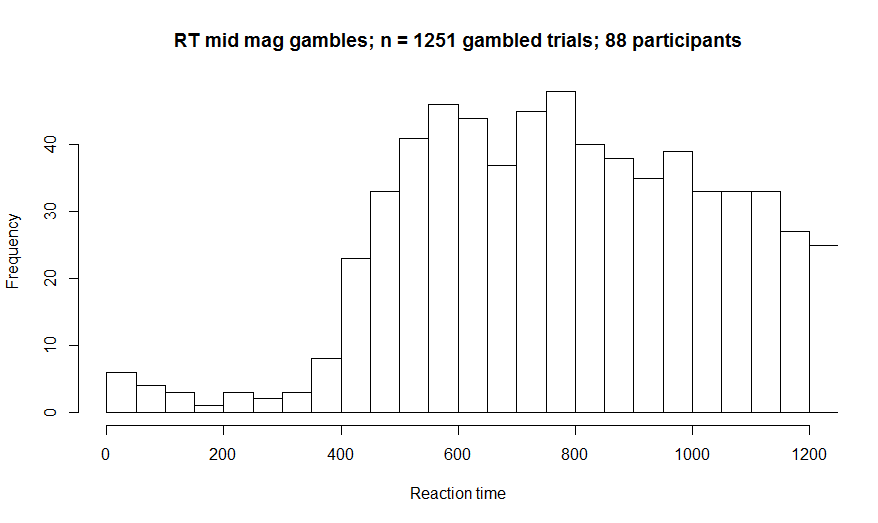 RT mid mag gambles; n = 1251 gambled trials; 88 participants
Frequency
40
30
20
10
0
0 200 400 600 800 1000 1200
Reaction time